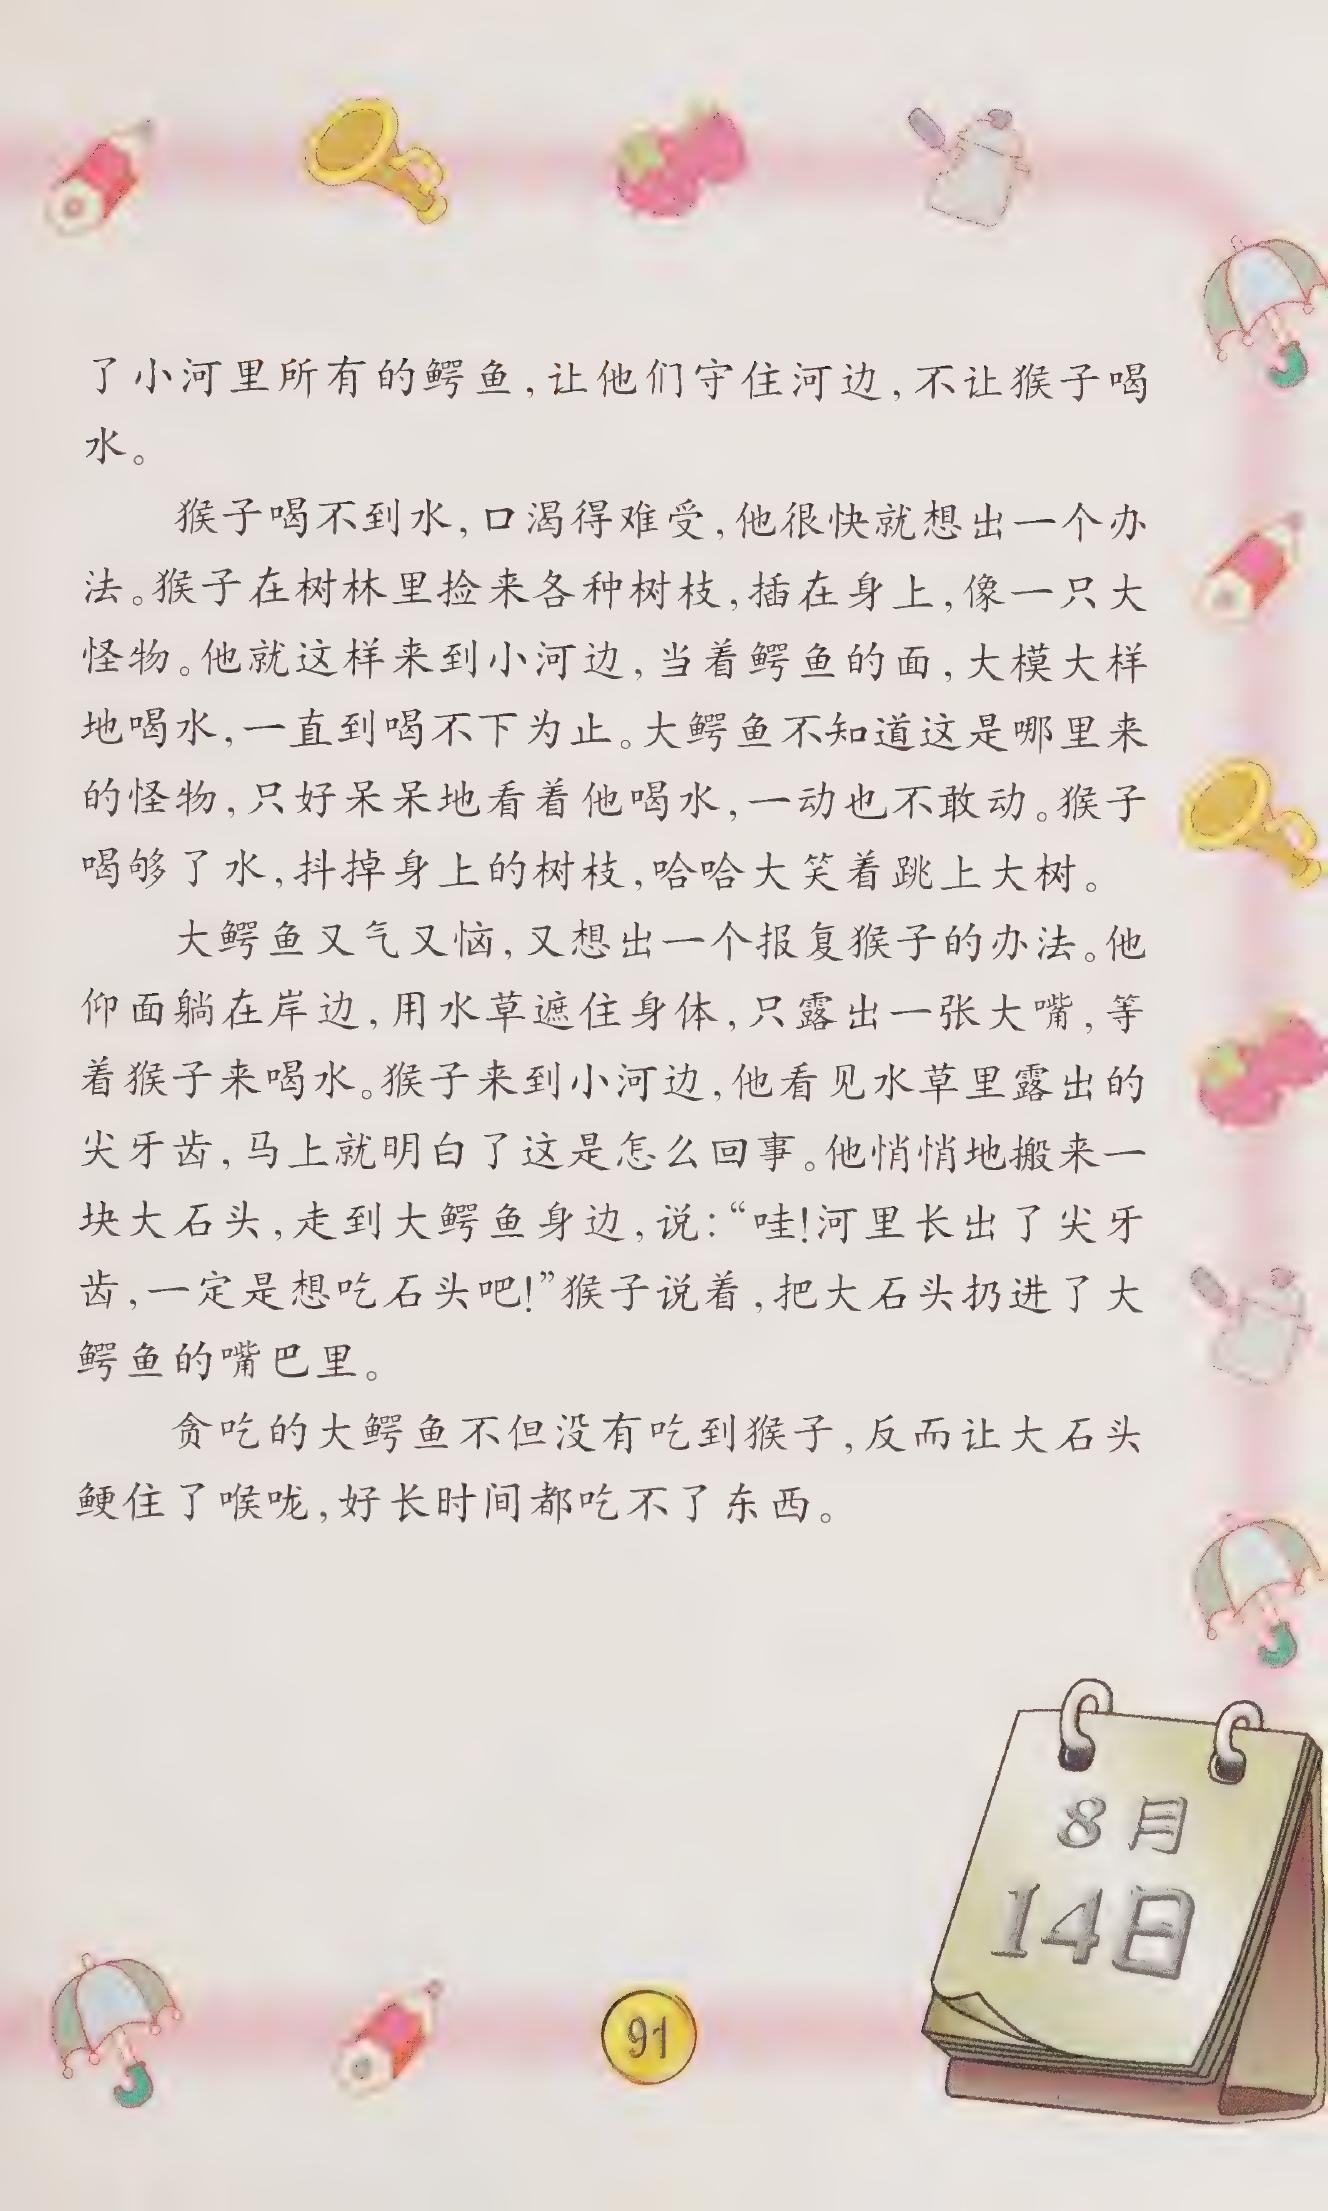 了小河里所有的鳄鱼,让他们守住河边,不让猴子喝
水。
猴子喝不到水,口渴得难受,他很快就想出一个办
法。猴子在树林里捡来各种树枝,插在身上,像一只大
怪物。他就这样来到小河边,当着鳄鱼的面,大模大样
地喝水,一直到喝不下为止。大鳄鱼不知道这是哪里来
的怪物,只好呆呆地看着他喝水,一动也不敢动。猴子
喝够了水,抖掉身上的树枝,哈哈大笑着跳上大树。
大鳄鱼又气又恼,又想出一个报复猴子的办法。他
仰面躺在岸边,用水草遮住身体,只露出一张大嘴,等
着猴子来喝水。猴子来到小河边,他看见水草里露出的
尖牙齿,马上就明白了这是怎么回事。他悄悄地搬来一
块大石头,走到大鳄鱼身边,说:“哇!河里长出了尖牙
齿,一定是想吃石头吧!”猴子说着,把大石头扔进了大
鳄鱼的嘴巴里。
贪吃的大鳄鱼不但没有吃到猴子,反而让大石头
鲠住了喉咙,好长时间都吃不了东西。
8月
14日
91